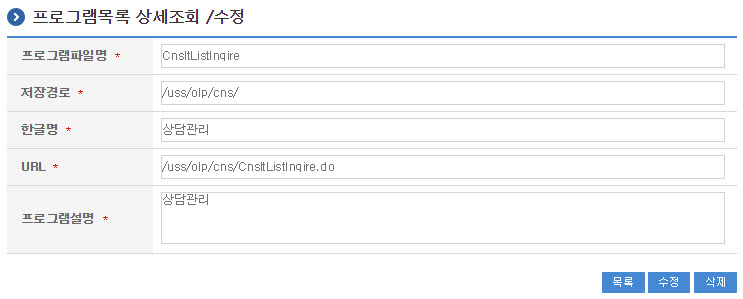 프로그램목록 상세조회 /수정
프로그램파일명 * CnsltListInqire
저장경로 * /uss/olp/cns/
한글명 * 상담관리
URL * /uss/olp/cns/CnsltListInqire.do
프로그램설명 * 상담관리
목록 수정 삭제